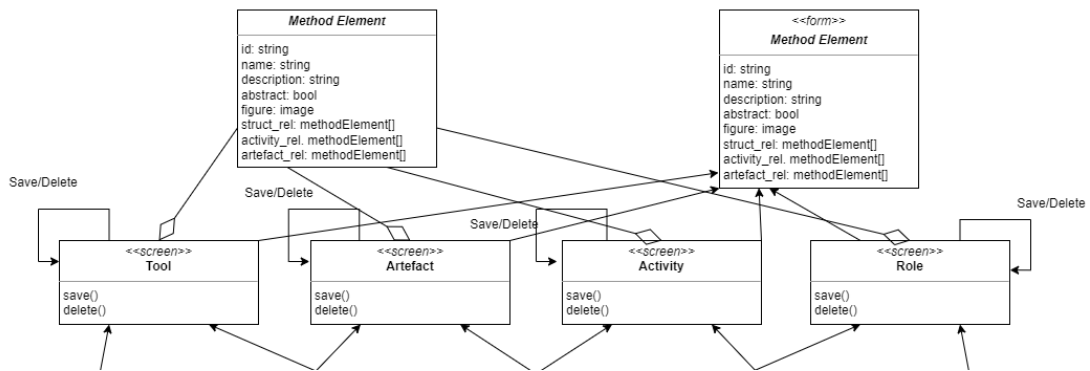 Method Element
id: string
name: string
description: string
abstract: bool
figure: image
struct_rel: methodElement[]
activity_rel. methodElement[]
artefact_rel: methodElement[]
<<form>>
Method Element
id: string
name: string
description: string
abstract: bool
figure: image
struct_rel: methodElement[]
activity_rel. methodElement[]
artefact_rel: methodElement[]
Save/Delete
<<screen>>
Tool
save()
delete()
Save/Delete
<<screen>>
Artefact
save()
delete()
Save/Delete
<<screen>>
Activity
save()
delete()
Save/Delete
<<screen>>
Role
save()
delete()